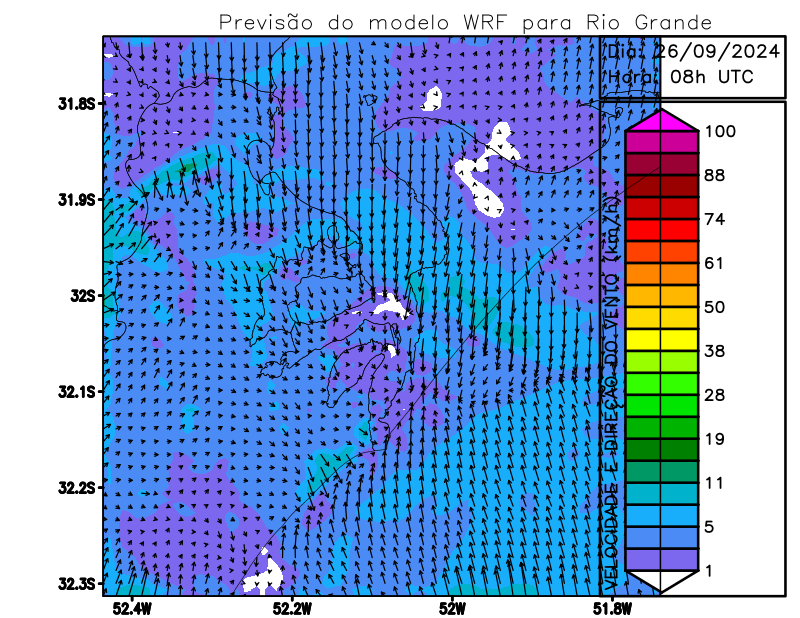 Previsão do modelo WRF para Rio Grande
Dia: 26/09/2024
Hora: 08h UTC
31.8S
31.9S
32S
32.1S
32.2S
32.3S
52.4W
52.2W
52W
51.8W
VELOCIDADE E DIREÇÃO DO VENTO (km/h)
100
88
74
61
50
38
28
19
11
5
1